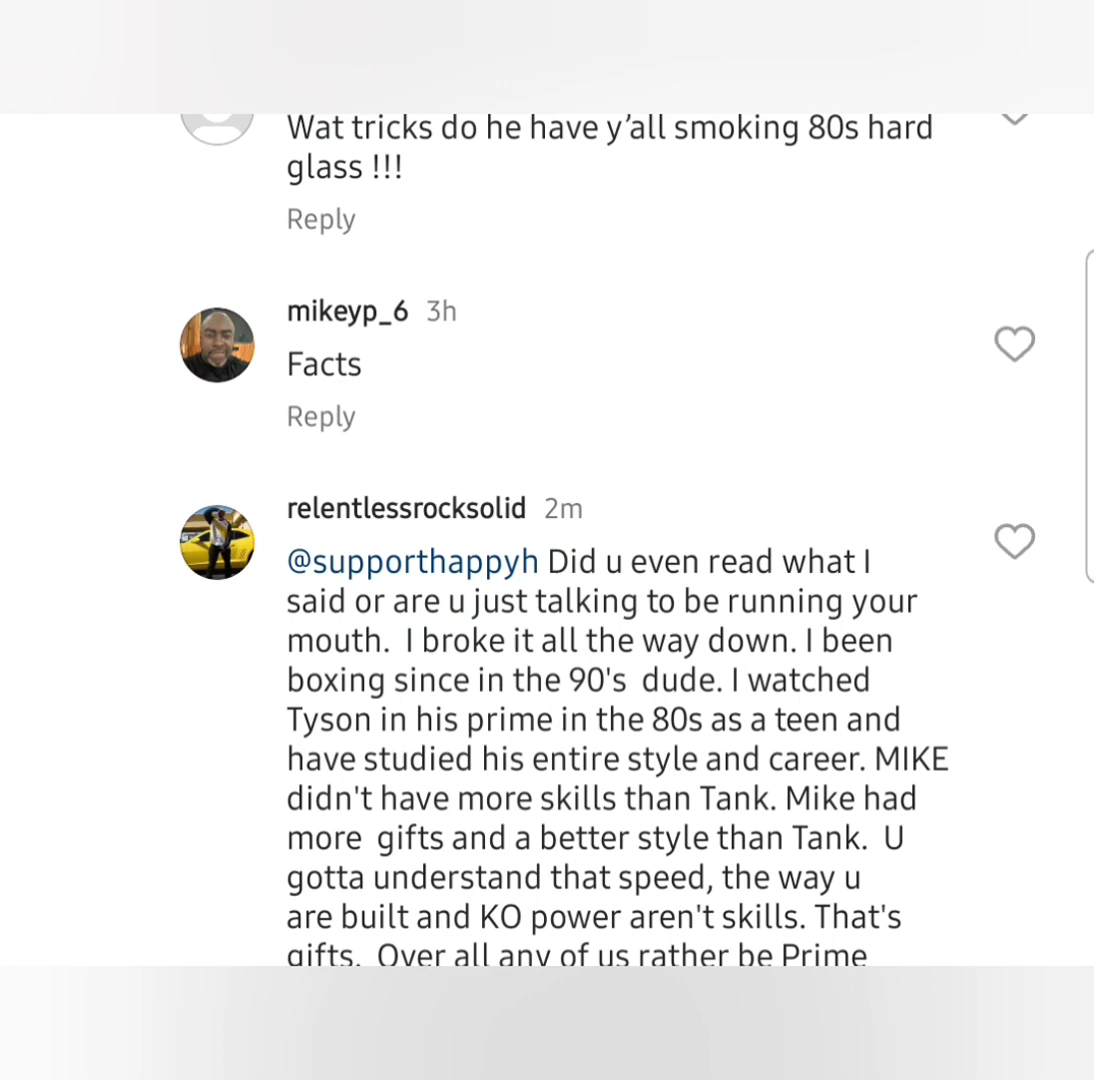 Wat tricks do he have y’all smoking 80s hard
glass !!!
Reply
mikeyp_6 3h
Facts
Reply
relentlessrocksolid 2m
@supporthappyh Did u even read what I
said or are u just talking to be running your
mouth.  I broke it all the way down. I been
boxing since in the 90's  dude. I watched
Tyson in his prime in the 80s as a teen and
have studied his entire style and career. MIKE
didn't have more skills than Tank. Mike had
more  gifts and a better style than Tank.  U
gotta understand that speed, the way u
are built and KO power aren't skills. That's
gifts.  Over all any of us rather be Prime